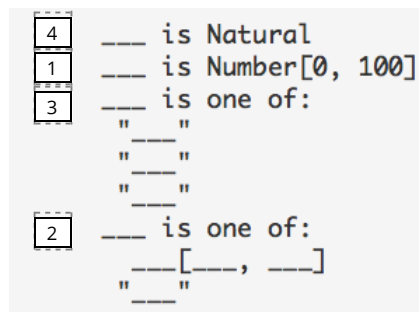 4 ___ is Natural
1 ___ is Number[0, 100]
3 ___ is one of:
"___"
"___"
"___"
2 ___ is one of:
___[___, ___]
"___"